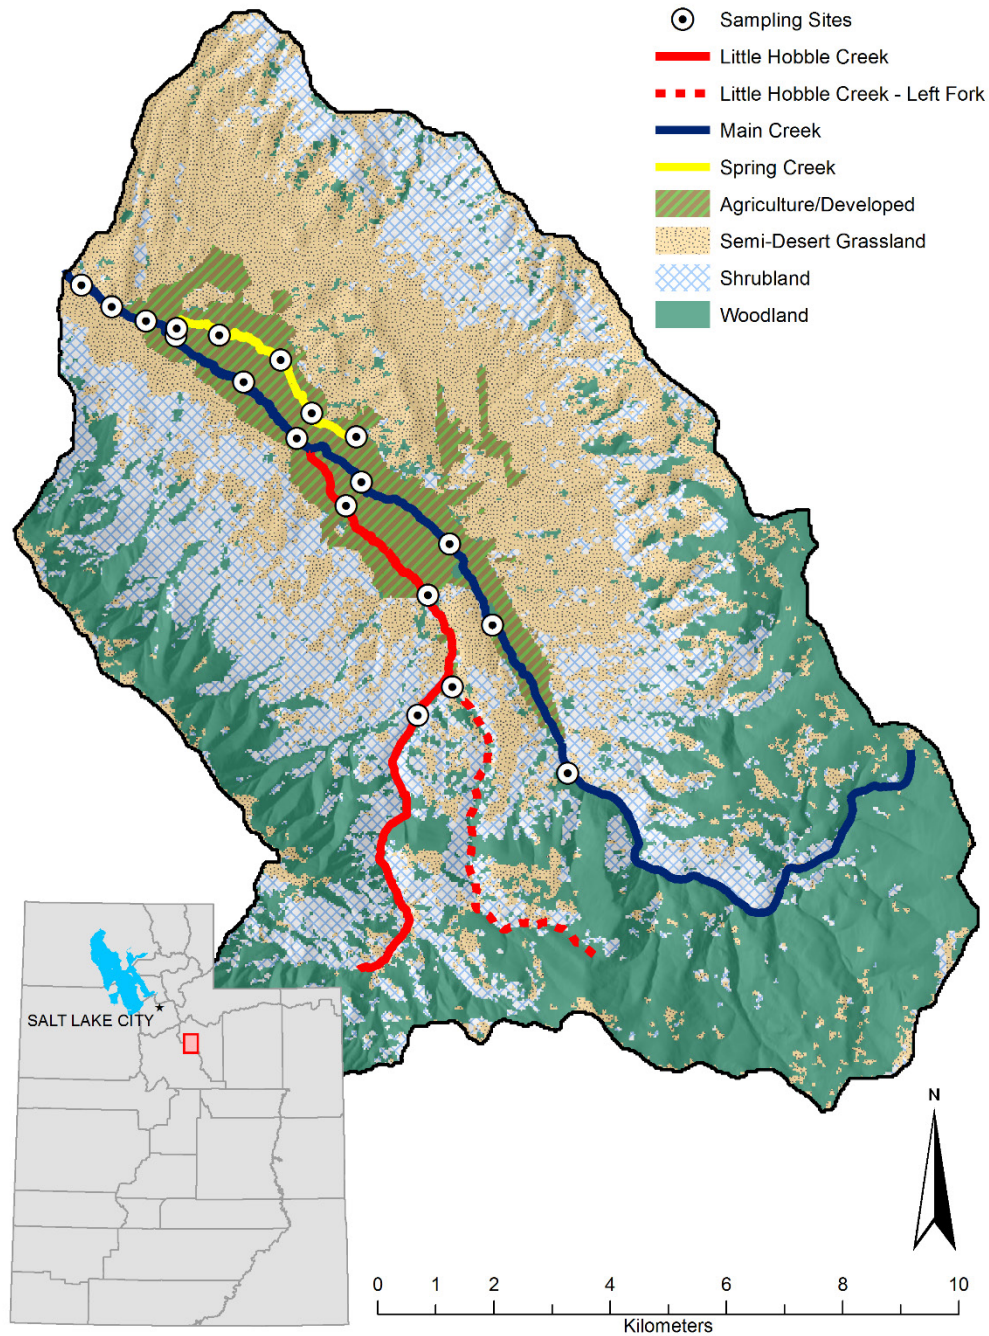 Sampling Sites
Little Hobble Creek
Little Hobble Creek - Left Fork
Main Creek
Spring Creek
Agriculture/Developed
Semi-Desert Grassland
Shrubland
Woodland
SALT LAKE CITY
N
0 1 2 4 6 8 10
Kilometers